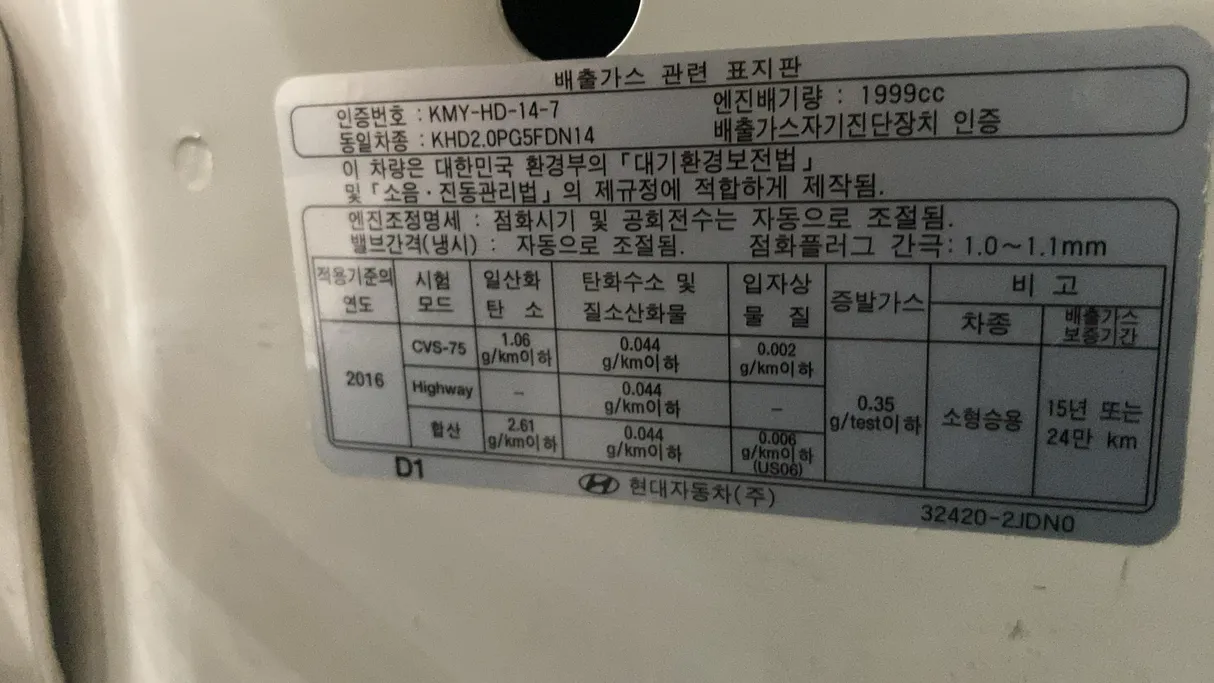 배출가스 관련 표지판
인증번호 : KMY-HD-14-7 엔진배기량 : 1999cc
동일차종 : KHD2.0PG5FDN14 배출가스자기진단장치 인증
이 차량은 대한민국 환경부의 「대기환경보전법」
및 「소음·진동관리법」의 제규정에 적합하게 제작됨.
엔진조정명세 : 점화시기 및 공회전수는 자동으로 조절됨.
밸브간격(냉시) : 자동으로 조절됨. 점화플러그 간극: 1.0~1.1mm
적용기준의 시험 일산화 탄화수소 및 입자상 증발가스 비 고
연도 모드 탄 소 질소산화물 물 질 차종 배출가스
보증기간
CVS-75 1.06 0.044 0.002
g/km이하 g/km이하 g/km이하
2016 Highway - 0.044 - 0.35 소형승용 15년 또는
g/km이하 g/test이하 24만 km
합산 2.61 0.044 0.006
g/km이하 g/km이하 g/km이하
(US06)
D1 현대자동차(주) 32420-2JDN0